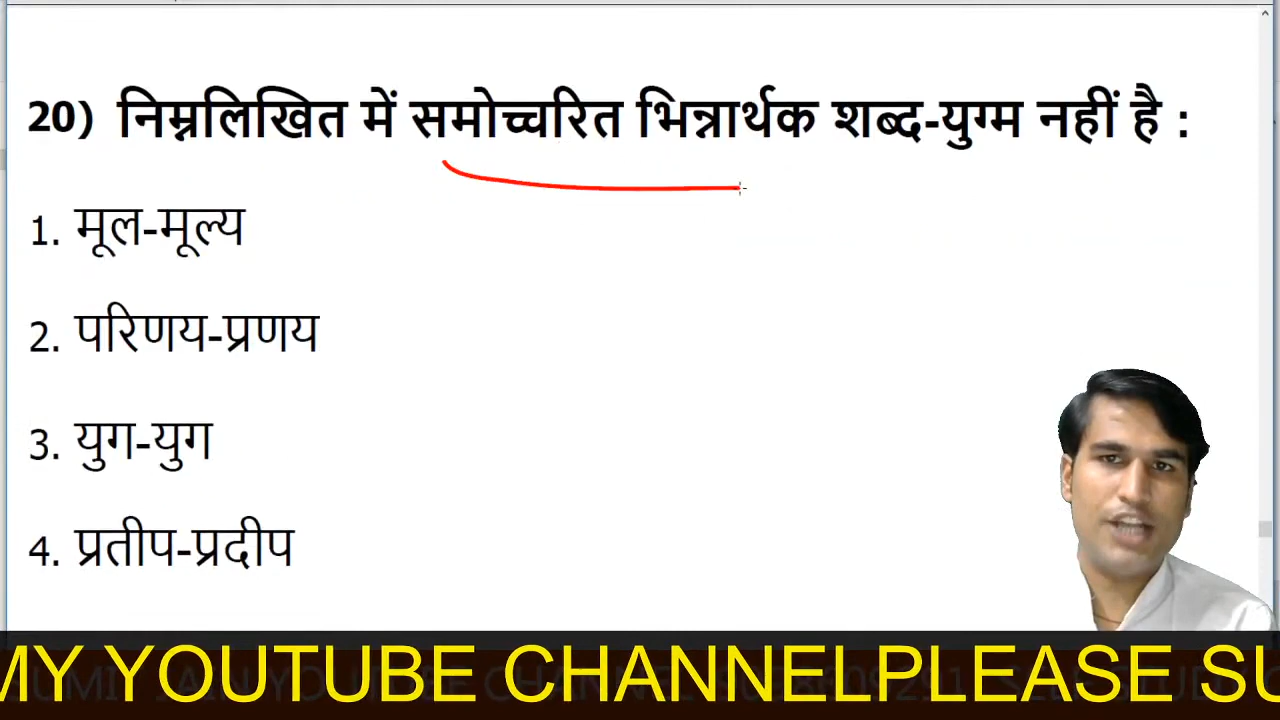 20) निम्नलिखित में समोच्चरित भिन्नार्थक शब्द-युग्म नहीं है :
1. मूल-मूल्य
2. परिणय-प्रणय
3. युग-युग
4. प्रतीप-प्रदीप
MY YOUTUBE CHANNELPLEASE SU